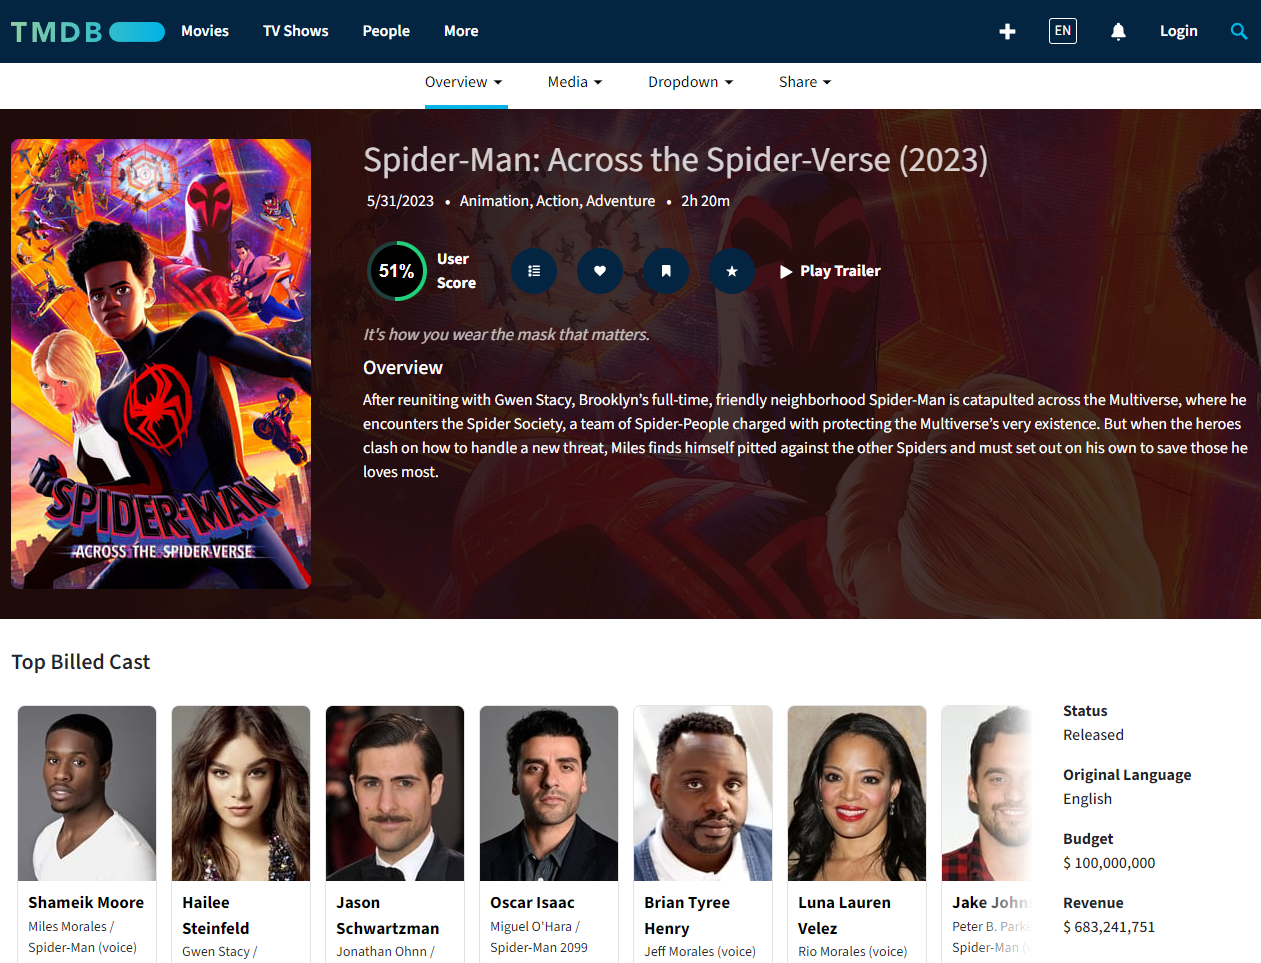 TMDB Movies TV Shows People More EN Login
Overview Media Dropdown Share
Spider-Man: Across the Spider-Verse (2023)
5/31/2023 • Animation, Action, Adventure • 2h 20m
51% User Score Play Trailer
It's how you wear the mask that matters.
Overview
After reuniting with Gwen Stacy, Brooklyn’s full-time, friendly neighborhood Spider-Man is catapulted across the Multiverse, where he
encounters the Spider Society, a team of Spider-People charged with protecting the Multiverse’s very existence. But when the heroes
clash on how to handle a new threat, Miles finds himself pitted against the other Spiders and must set out on his own to save those he
loves most.
SPIDER-MAN
ACROSS THE SPIDER-VERSE
Top Billed Cast
Shameik Moore
Miles Morales /
Spider-Man (voice)
Hailee
Steinfeld
Gwen Stacy /
Jason
Schwartzman
Jonathan Ohnn /
Oscar Isaac
Miguel O'Hara /
Spider-Man 2099
Brian Tyree
Henry
Jeff Morales (voice)
Luna Lauren
Velez
Rio Morales (voice)
Jake John
Peter B. Parke
Spider-Man (
Status
Released
Original Language
English
Budget
$ 100,000,000
Revenue
$ 683,241,751